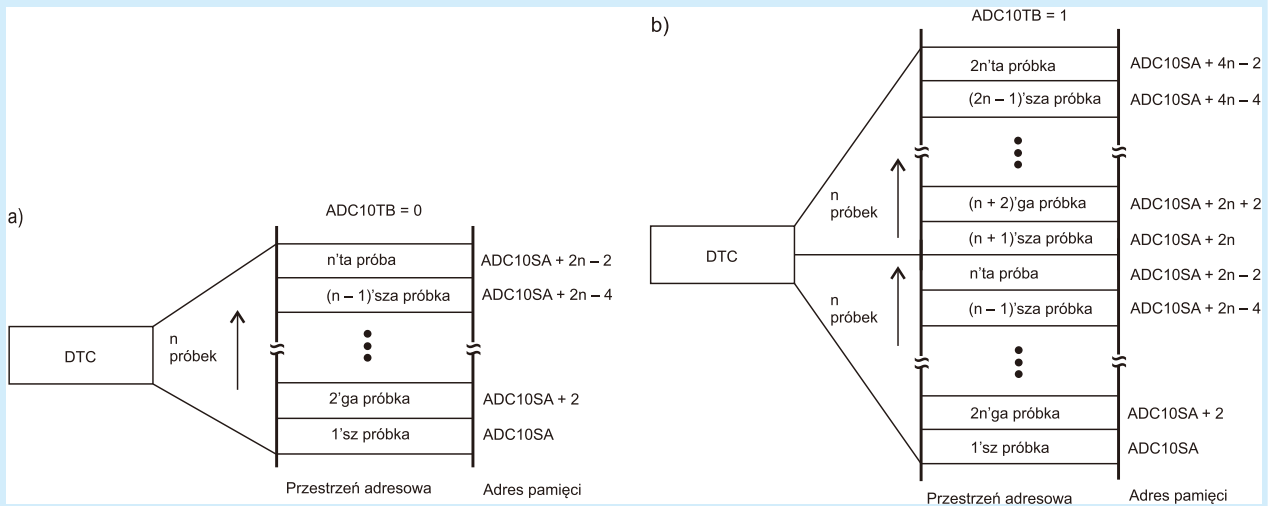 a)
ADC10TB = 0
n'ta próba
ADC10SA + 2n – 2
(n – 1)'sza próbka
ADC10SA + 2n – 4
n
próbek
DTC
2'ga próbka
ADC10SA + 2
1'sz próbka
ADC10SA
Przestrzeń adresowa
Adres pamięci
b)
ADC10TB = 1
2n'ta próbka
ADC10SA + 4n – 2
(2n – 1)'sza próbka
ADC10SA + 4n – 4
n
próbek
(n + 2)'ga próbka
ADC10SA + 2n + 2
(n + 1)'sza próbka
ADC10SA + 2n
DTC
n'ta próba
ADC10SA + 2n – 2
n
próbek
(n – 1)'sza próbka
ADC10SA + 2n – 4
2n'ga próbka
ADC10SA + 2
1'sz próbka
ADC10SA
Przestrzeń adresowa
Adres pamięci